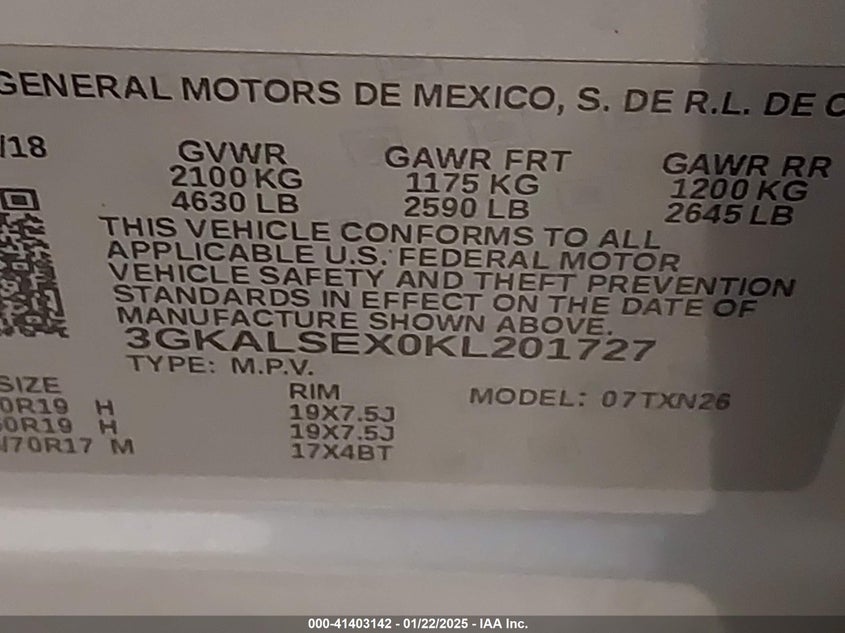 GENERAL MOTORS DE MEXICO, S. DE R.L. DE C
/18
GVWR GAWR FRT GAWR RR
2100 KG 1175 KG 1200 KG
4630 LB 2590 LB 2645 LB
THIS VEHICLE CONFORMS TO ALL
APPLICABLE U.S. FEDERAL MOTOR
VEHICLE SAFETY AND THEFT PREVENTION
STANDARDS IN EFFECT ON THE DATE OF
MANUFACTURE SHOWN ABOVE.
3GKALSEX0KL201727
TYPE: M.P.V.
SIZE RIM MODEL: 07TXN26
0R19 H 19X7.5J
0R19 H 19X7.5J
/70R17 M 17X4BT
000-41403142 - 01/22/2025 - IAA Inc.